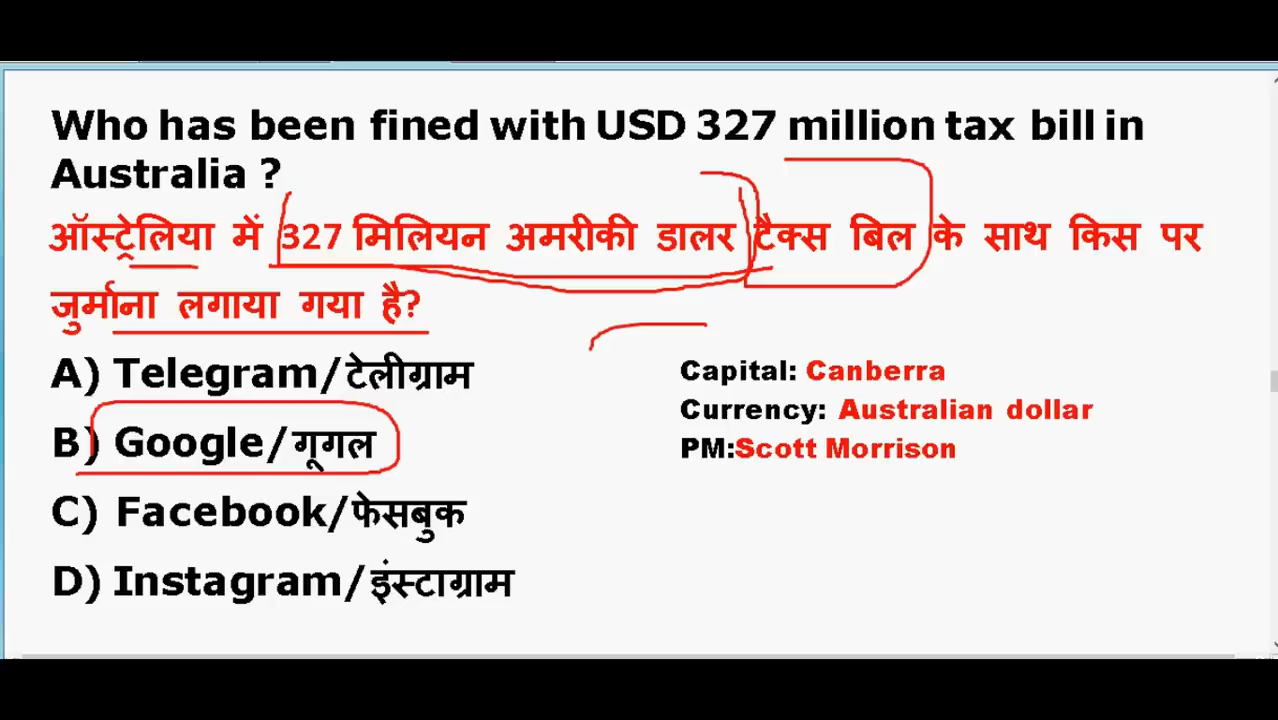 Who has been fined with USD 327 million tax bill in
Australia ?
ऑस्ट्रेलिया में 327 मिलियन अमरीकी डालर टैक्स बिल के साथ किस पर
जुर्माना लगाया गया है?
A) Telegram/टेलीग्राम
B) Google/गूगल
C) Facebook/फेसबुक
D) Instagram/इंस्टाग्राम
Capital: Canberra
Currency: Australian dollar
PM:Scott Morrison